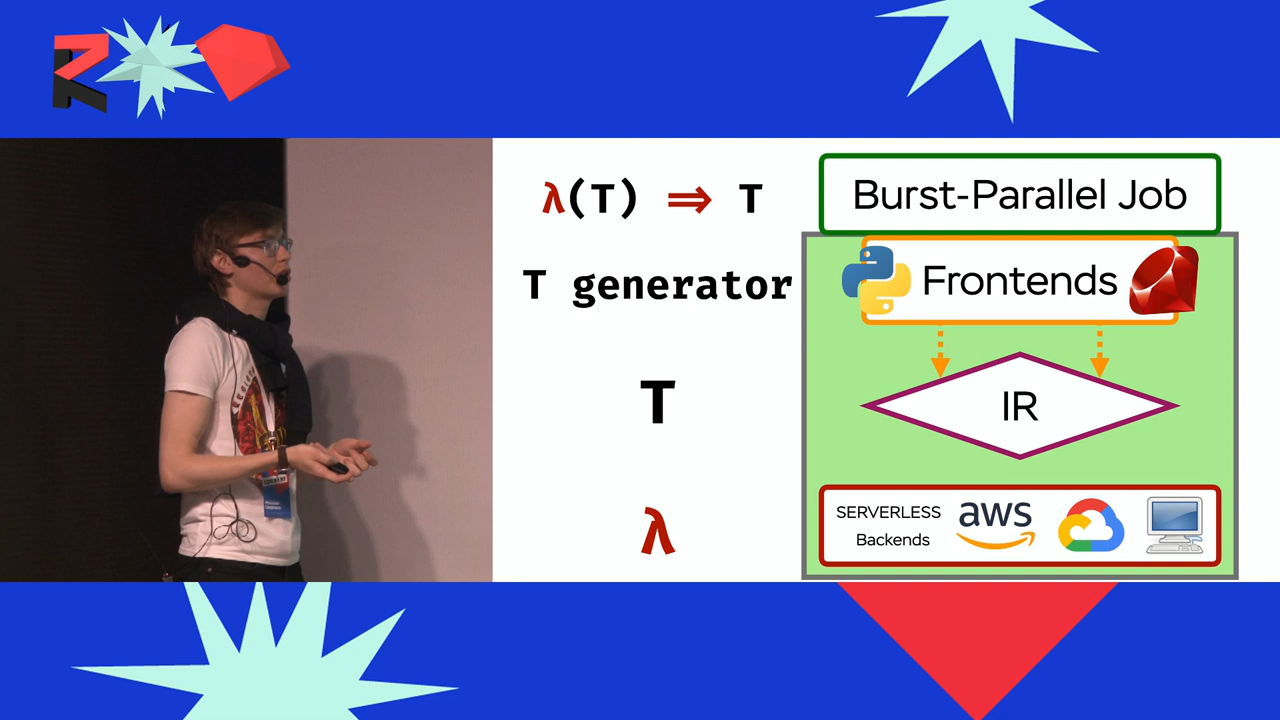 λ(T) ⇒ T
Burst-Parallel Job
T generator
Frontends
T
IR
λ
SERVERLESS
Backends
aws